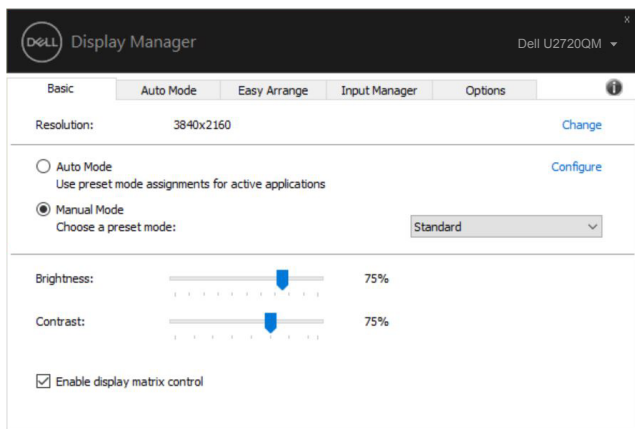 x
DELL Display Manager
Dell U2720QM
Basic Auto Mode Easy Arrange Input Manager Options i
Resolution: 3840x2160 Change
Auto Mode Configure
Use preset mode assignments for active applications
Manual Mode
Choose a preset mode: Standard
Brightness: 75%
Contrast: 75%
Enable display matrix control